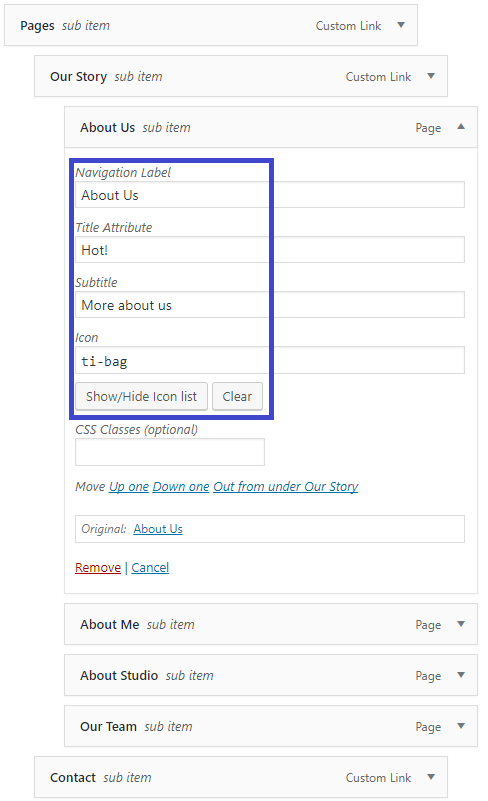 Pages sub item Custom Link
Our Story sub item Custom Link
About Us sub item Page
Navigation Label
About Us
Title Attribute
Hot!
Subtitle
More about us
Icon
ti-bag
Show/Hide Icon list Clear
CSS Classes (optional)
Move Up one Down one Out from under Our Story
Original: About Us
Remove | Cancel
About Me sub item Page
About Studio sub item Page
Our Team sub item Page
Contact sub item Custom Link